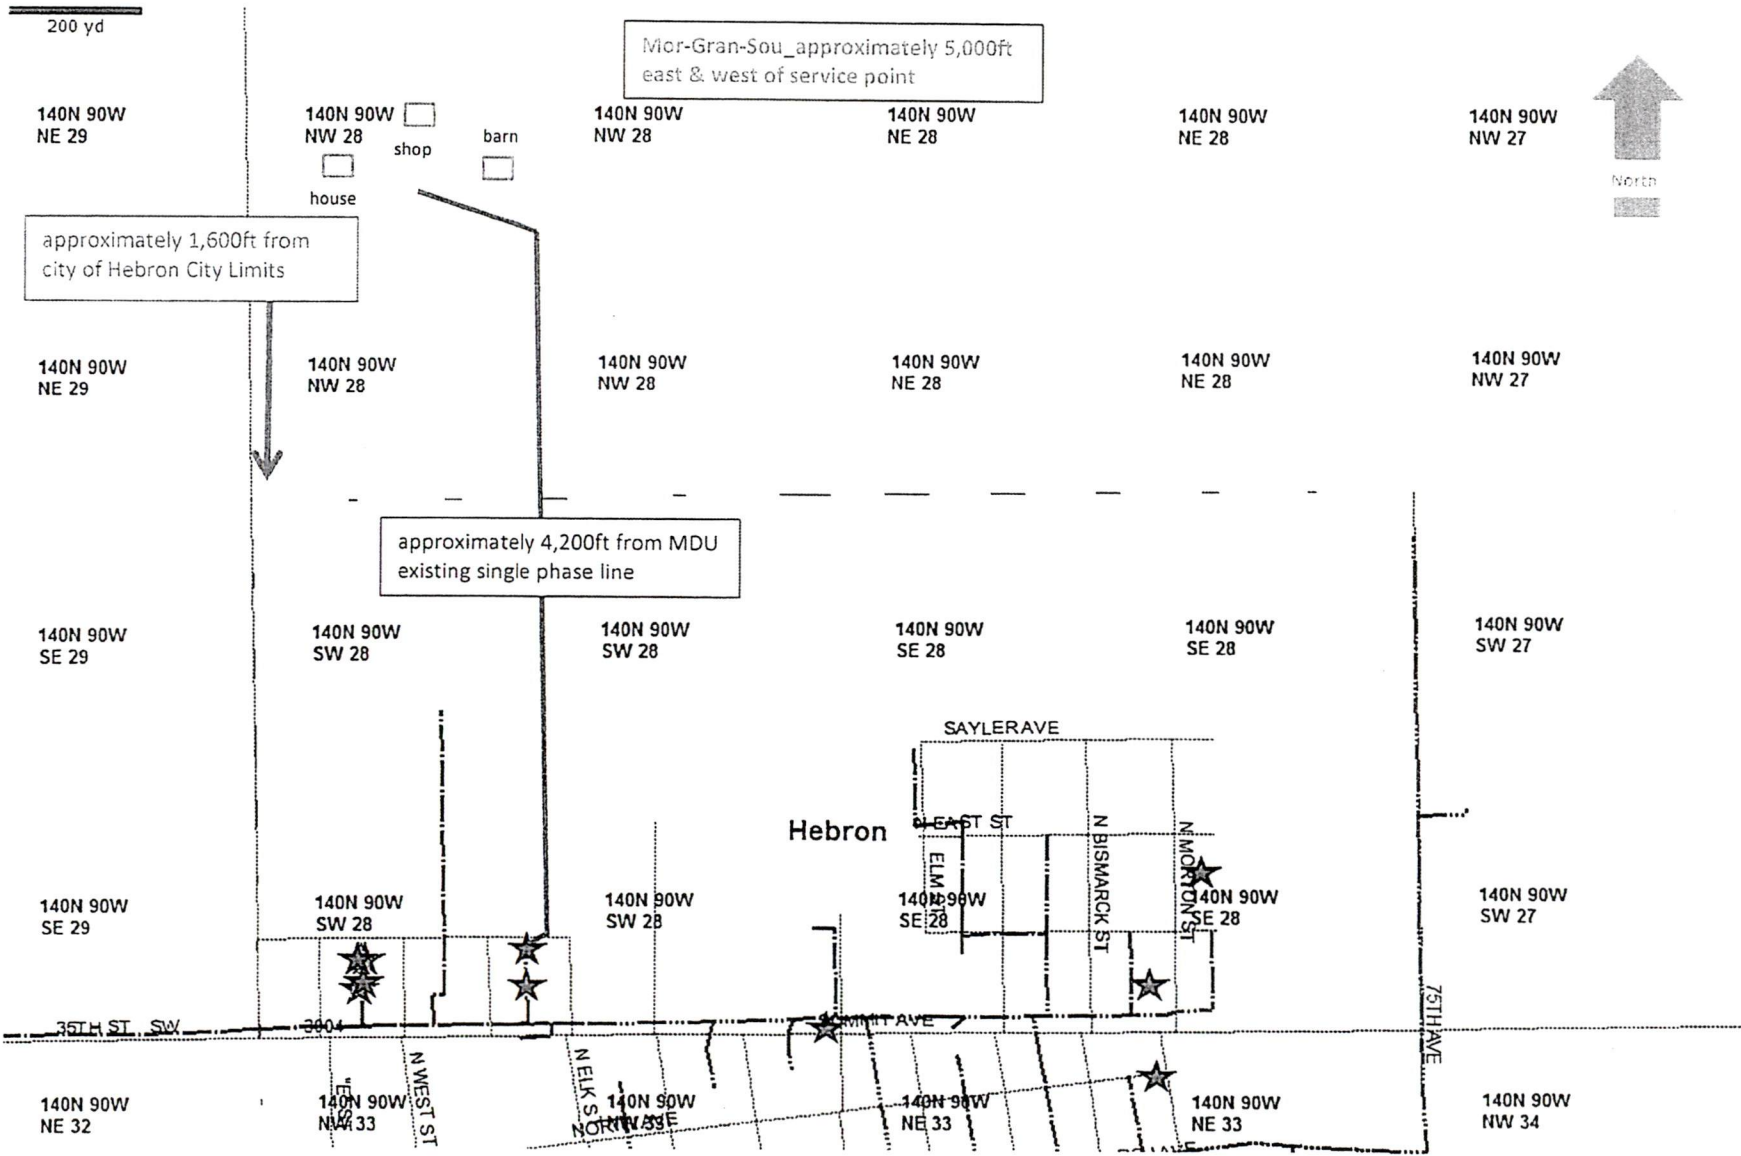 200 yd
Mor-Gran-Sou_approximately 5,000ft
east & west of service point
140N 90W
NE 29
140N 90W
NW 28
shop
barn
house
140N 90W
NW 28
140N 90W
NE 28
140N 90W
NE 28
140N 90W
NW 27
North
approximately 1,600ft from
city of Hebron City Limits
140N 90W
NE 29
140N 90W
NW 28
140N 90W
NW 28
140N 90W
NE 28
140N 90W
NE 28
140N 90W
NW 27
approximately 4,200ft from MDU
existing single phase line
140N 90W
SE 29
140N 90W
SW 28
140N 90W
SW 28
140N 90W
SE 28
140N 90W
SE 28
140N 90W
SW 27
SAYLER AVE
Hebron
EAST ST
N BISMARCK ST
N MORTON ST
140N 90W
SE 29
140N 90W
SW 28
140N 90W
SW 28
140N 90W
SE 28
ELM
SE 28
140N 90W
SW 27
35TH ST SW
SUMMIT AVE
75TH AVE
140N 90W
NE 32
140N 90W
NW 33
N WEST ST
N ELK S
140N 90W
140N 90W
NE 33
140N 90W
NE 33
140N 90W
NW 34